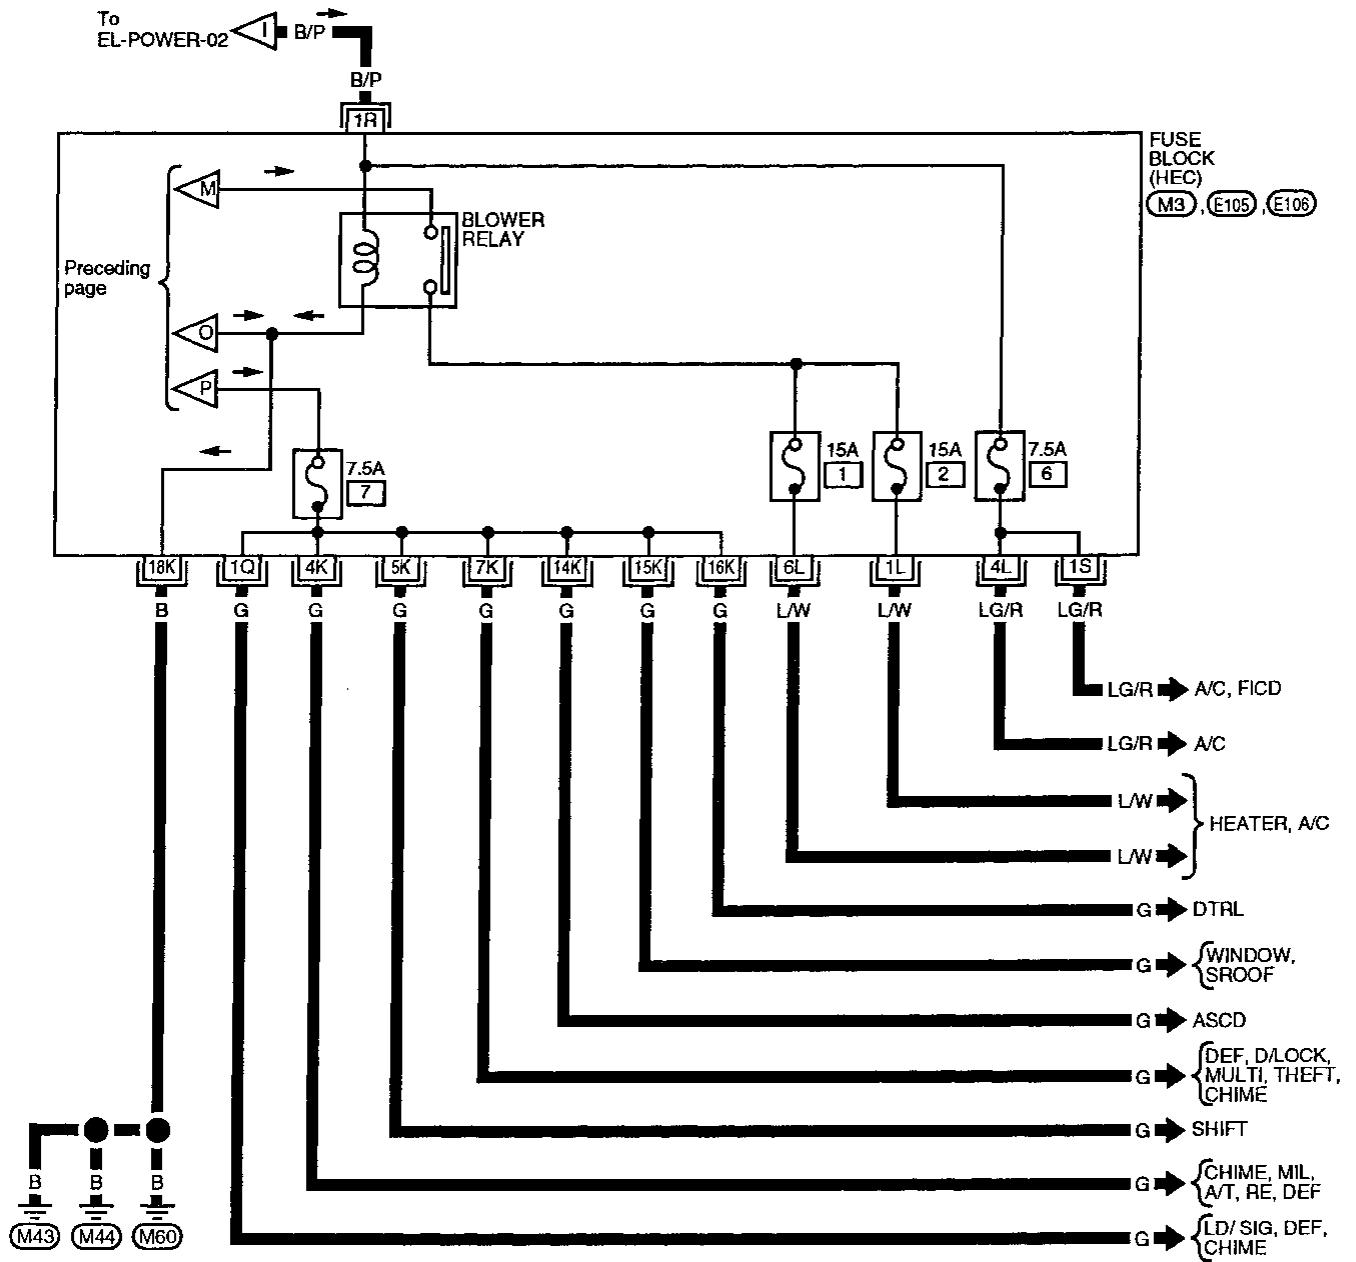 To
EL-POWER-02
I
B/P
B/P
1R
FUSE
BLOCK
(HEC)
M3 , E105 , E106
M
BLOWER
RELAY
Preceding
page
O
P
7.5A
7
15A
1
15A
2
7.5A
6
18K 1Q 4K 5K 7K 14K 15K 16K 6L 1L 4L 1S
B G G G G G G G L/W L/W LG/R LG/R
LG/R A/C, FICD
LG/R A/C
L/W
HEATER, A/C
L/W
G DTRL
G WINDOW,
SROOF
G ASCD
G DEF, D/LOCK,
MULTI, THEFT,
CHIME
G SHIFT
G CHIME, MIL,
A/T, RE, DEF
G LD/ SIG, DEF,
CHIME
B B B
M43 M44 M60